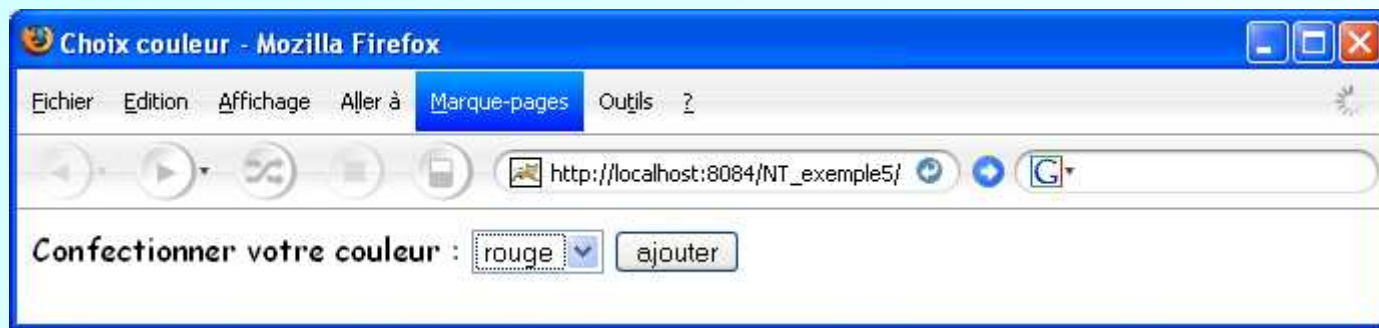 Choix couleur - Mozilla Firefox
Fichier Edition Affichage Aller à Marque-pages Outils ?
http://localhost:8084/NT_exemple5/ G
Confectionner votre couleur : rouge ajouter